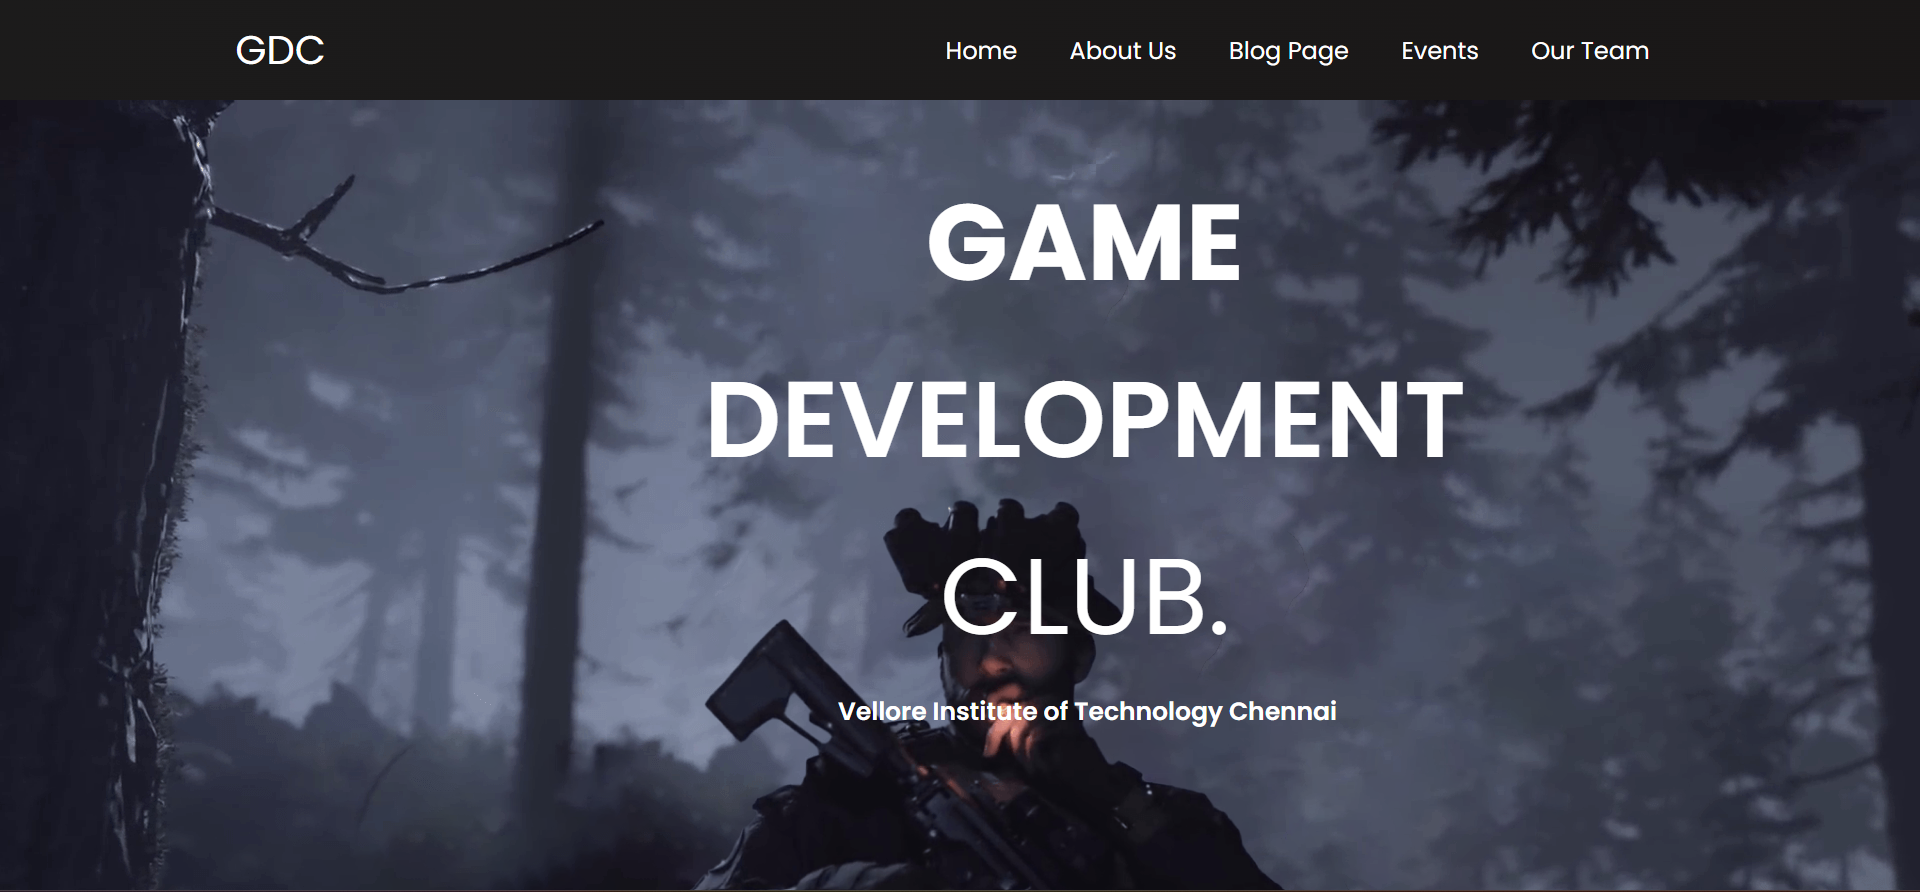 GDC
Home About Us Blog Page Events Our Team
GAME
DEVELOPMENT
CLUB.
Vellore Institute of Technology Chennai